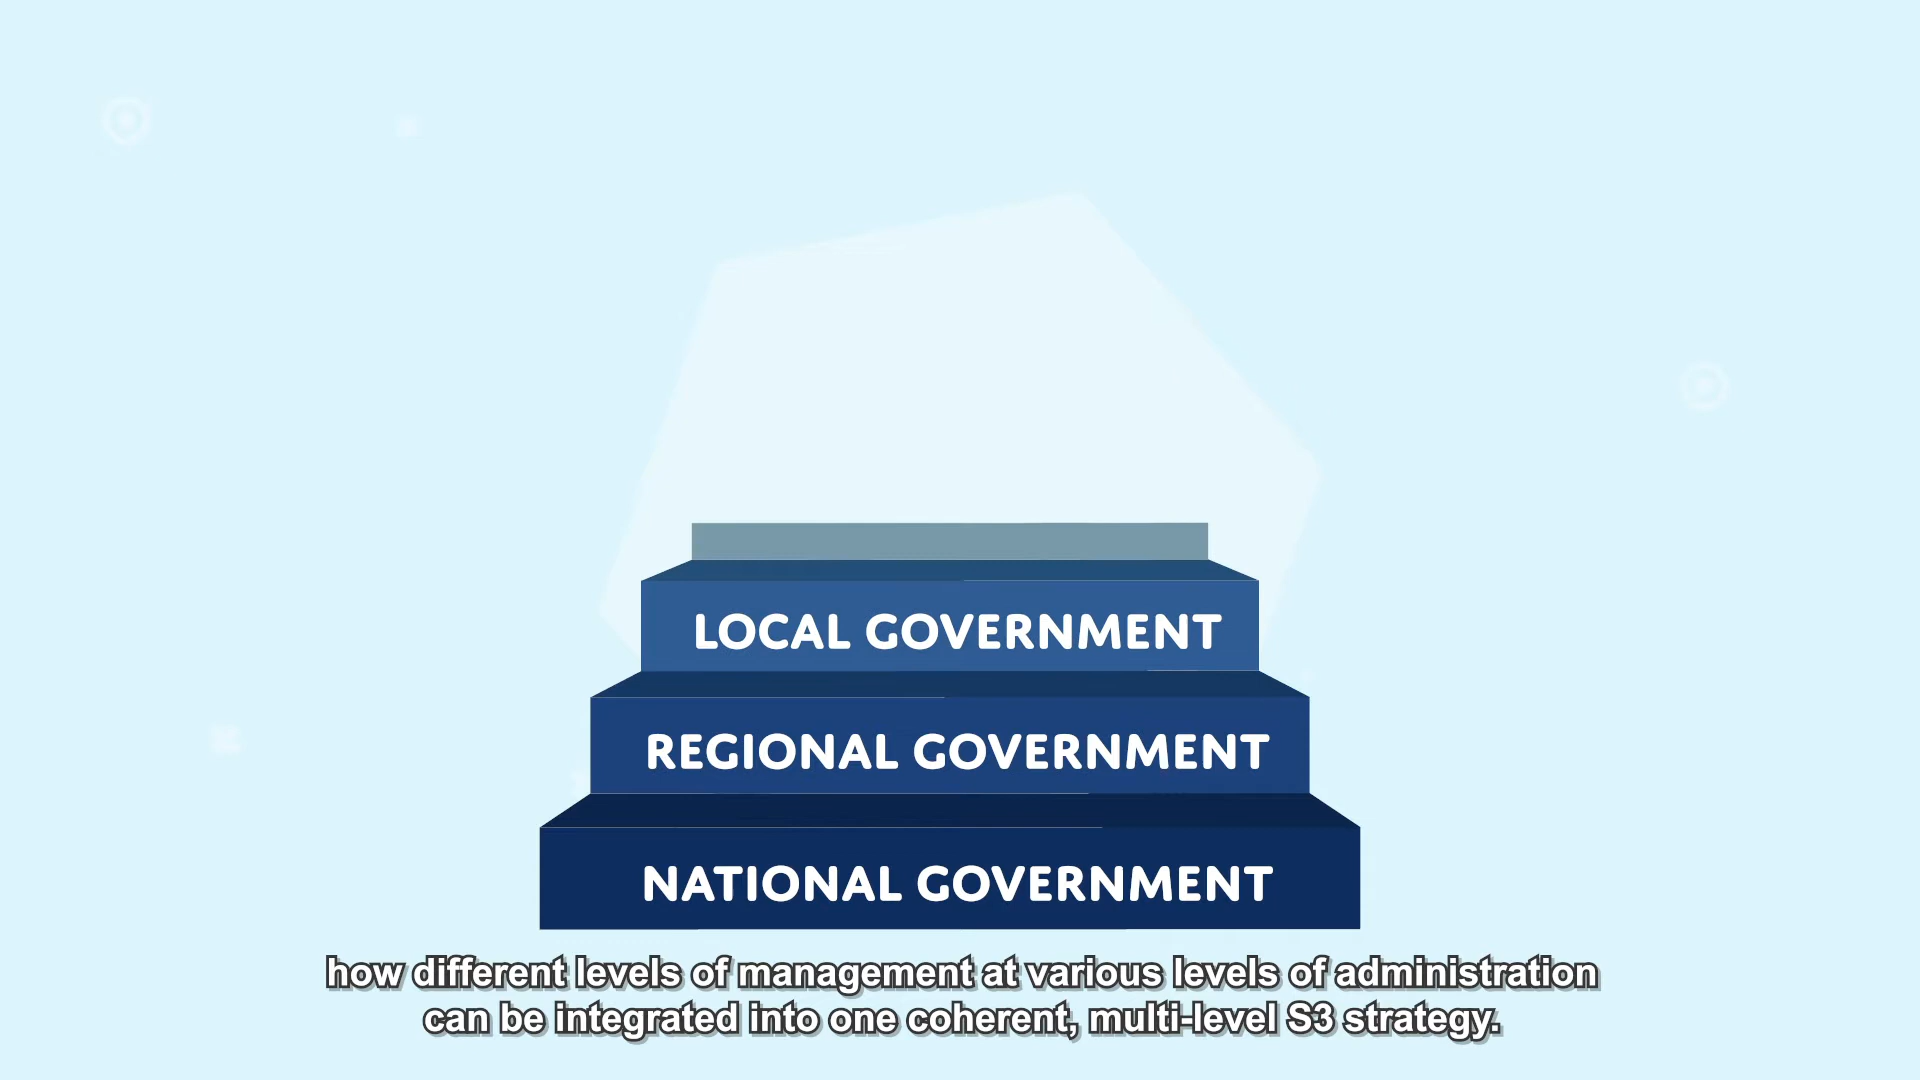 LOCAL GOVERNMENT
REGIONAL GOVERNMENT
NATIONAL GOVERNMENT
how different levels of management at various levels of administration
can be integrated into one coherent, multi-level S3 strategy.